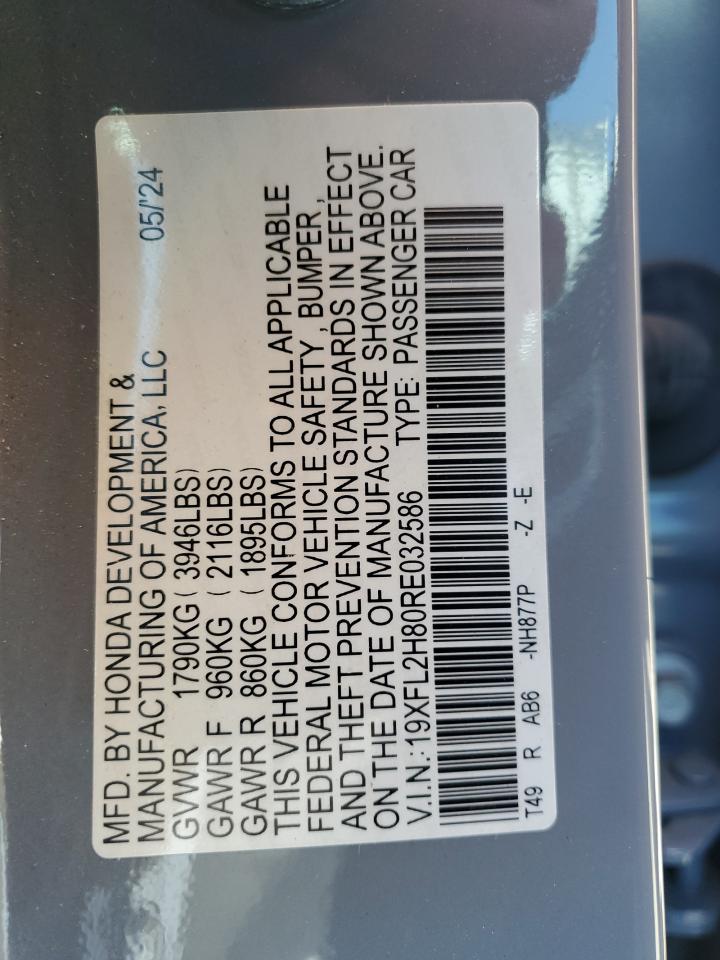 MFD. BY HONDA DEVELOPMENT &
MANUFACTURING OF AMERICA, LLC 05/'24
GVWR 1790KG ( 3946LBS)
GAWR F 960KG ( 2116LBS)
GAWR R 860KG ( 1895LBS)
THIS VEHICLE CONFORMS TO ALL APPLICABLE
FEDERAL MOTOR VEHICLE SAFETY , BUMPER ,
AND THEFT PREVENTION STANDARDS IN EFFECT
ON THE DATE OF MANUFACTURE SHOWN ABOVE.
V.I.N.: 19XFL2H80RE032586 TYPE: PASSENGER CAR
T49 R AB6 -NH877P -Z -E